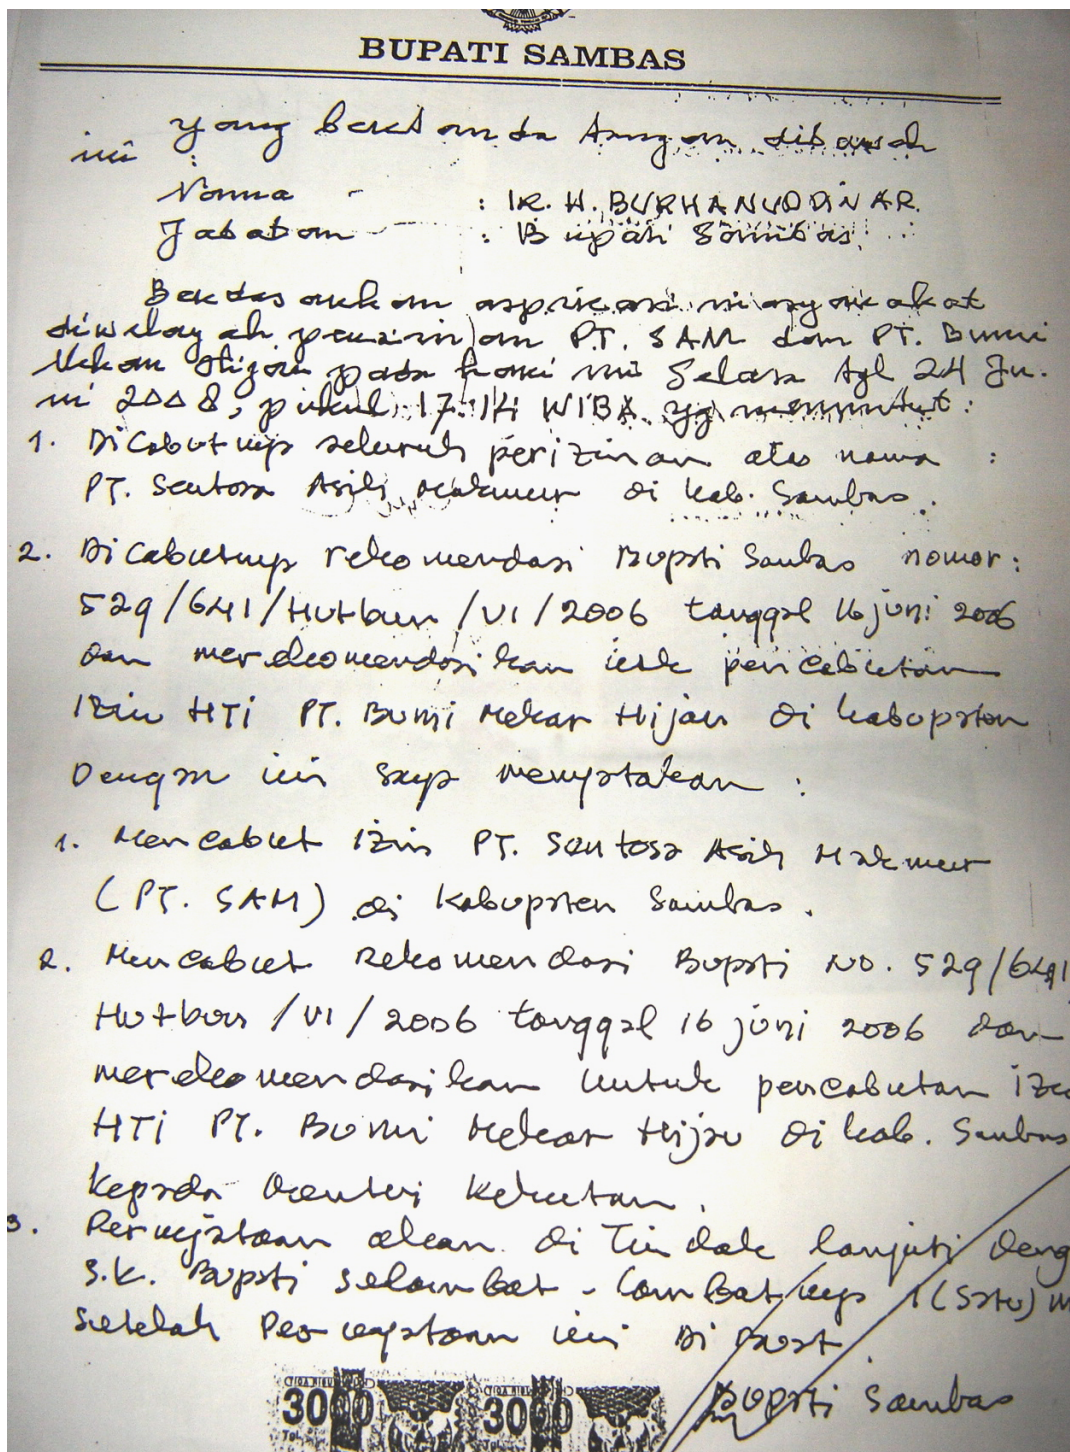 BUPATI SAMBAS
Yang bertanda tangan dibawah
ini :
Nama : IR. H. BURHANUDDIN A.R.
Jabatan : Bupati Sambas.
Berdasarkan aspirasi masyarakat
diwilayah perizinan PT. SAM dan PT. Bumi
Mekar Hijau pada hari ini Selasa tgl 24 Ju-
ni 2008, pukul 17.14 WIBA yg menuntut :
1. Dicabutnya seluruh perizinan atas nama :
PT. Sentosa Asih Makmur di kab. Sambas.
2. Dicabutnya rekomendasi Bupati Sambas nomor :
529/641/Hutbun/VI/2006 tanggal 16 juni 2006
dan merekomendasikan utk pencabutan
Izin HTI PT. Bumi Mekar Hijau di kabupaten
Dengan ini saya menyatakan :
1. Mencabut izin PT. Sentosa Asih Makmur
(PT. SAM) di Kabupaten Sambas.
2. Mencabut Rekomendasi Bupati No. 529/641
Hutbun/VI/2006 tanggal 16 juni 2006 dan
merekomendasikan untuk pencabutan
HTI PT. Bumi Mekar Hijau di kab. Sambas
Kepada Menteri Kehutanan.
3. Pernyataan akan di Tindak lanjuti
S.K. Bupati selambat-lambatnya 1 (satu)
setelah Pernyataan ini Di Buat
Bupati Sambas
3000 3000